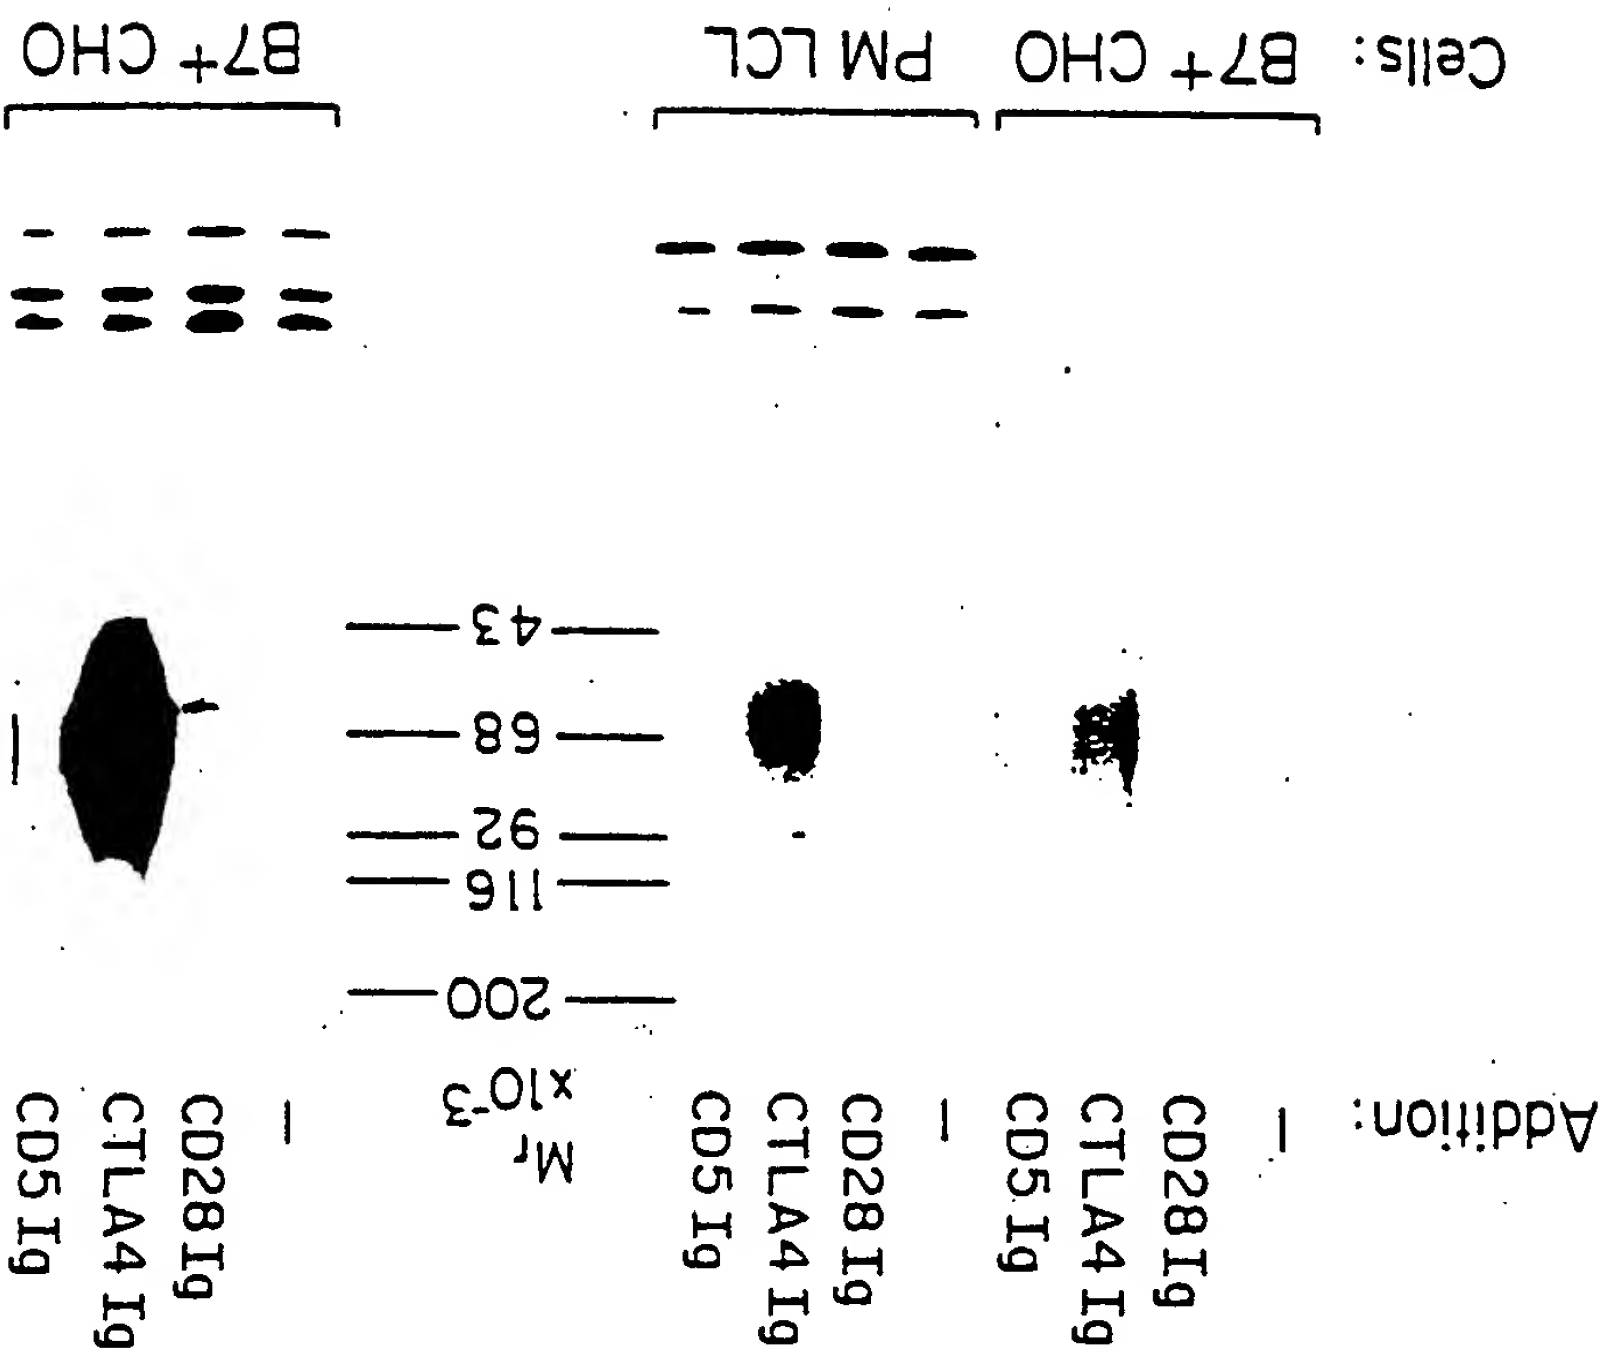 Addition:
–
CD28 Ig
CTLA4 Ig
CD5 Ig
–
CD28 Ig
CTLA4 Ig
CD5 Ig
Mr
x10-3
–
CD28 Ig
CTLA4 Ig
CD5 Ig
200
116
92
68
43
Cells: B7+ CHO PM LCL B7+ CHO